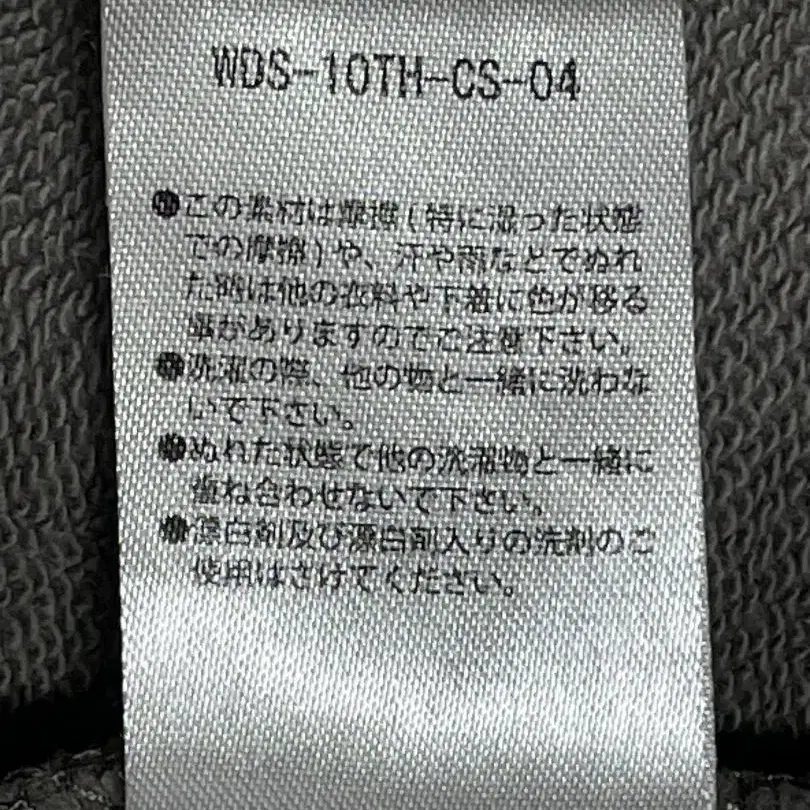 WDS-10TH-CS-04
●この素材は摩擦(特に湿った状態
での摩擦)や、汗や雨などでぬれ
た時は他の衣料や下着に色が移る
事がありますのでご注意下さい。
●洗濯の際、他の物と一緒に洗わな
いで下さい。
●ぬれた状態で他の洗濯物と一緒に
重ね合わせないで下さい。
●漂白剤及び漂白剤入りの洗剤のご
使用はさけてください。